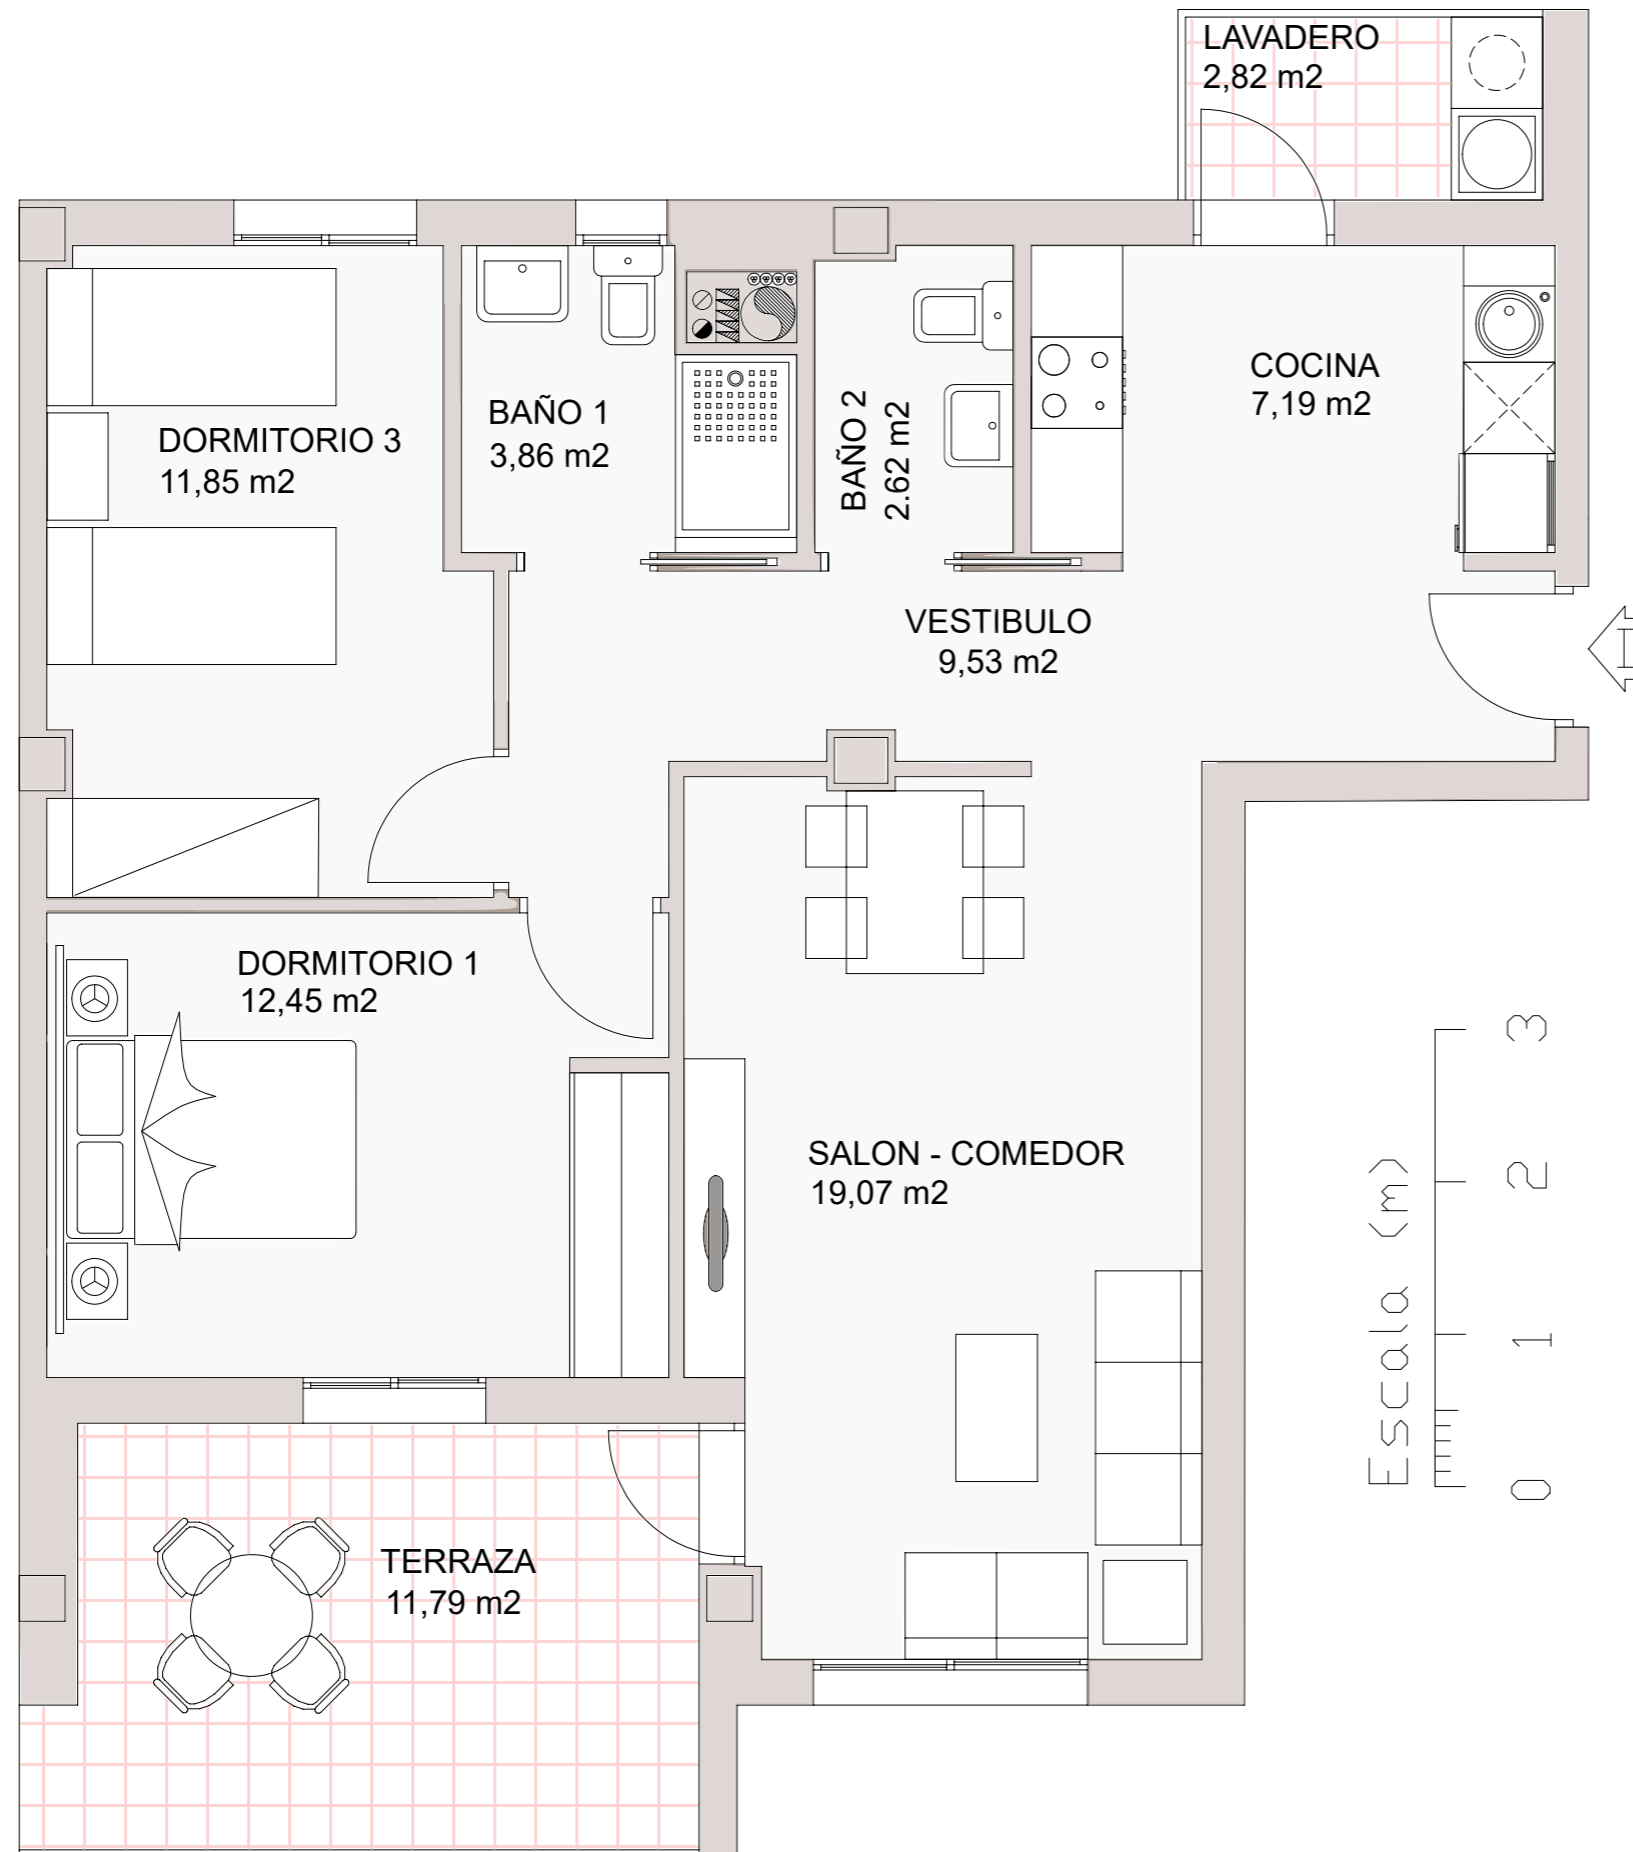 LAVADERO
2,82 m2
COCINA
7,19 m2
BAÑO 1
3,86 m2
BAÑO 2
2.62 m2
DORMITORIO 3
11,85 m2
VESTIBULO
9,53 m2
DORMITORIO 1
12,45 m2
SALON - COMEDOR
19,07 m2
TERRAZA
11,79 m2
Escala (m)
0 1 2 3